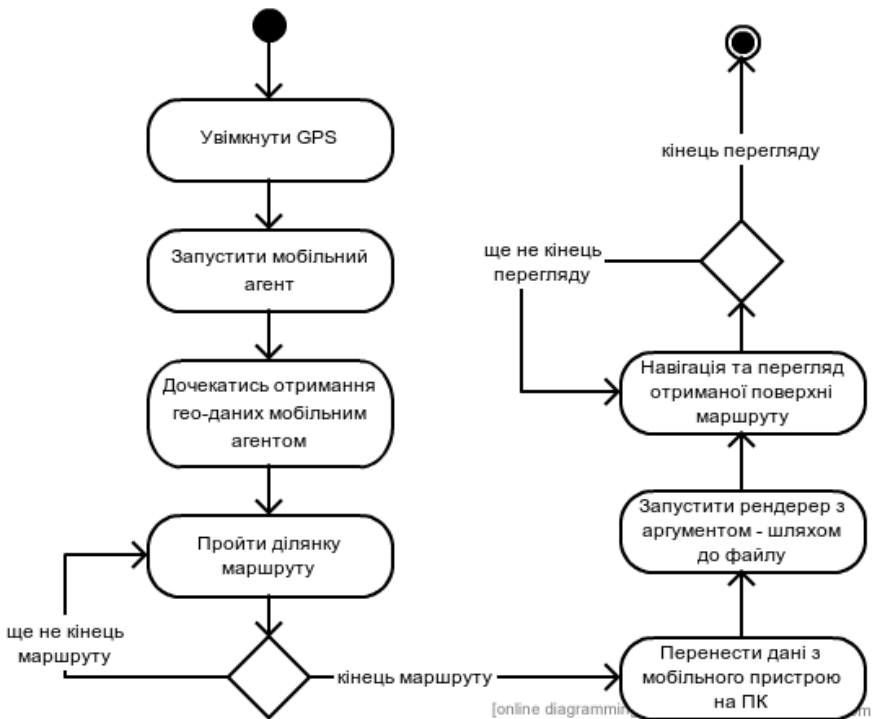 Увімкнути GPS
Запустити мобільний
агент
Дочекатись отримання
гео-даних мобільним
агентом
Пройти ділянку
маршруту
ще не кінець
маршруту
кінець маршруту
Перенести дані з
мобільного пристрою
на ПК
Запустити рендерер з
аргументом - шляхом
до файлу
Навігація та перегляд
отриманої поверхні
маршруту
ще не кінець
перегляду
кінець перегляду
[online diagramming